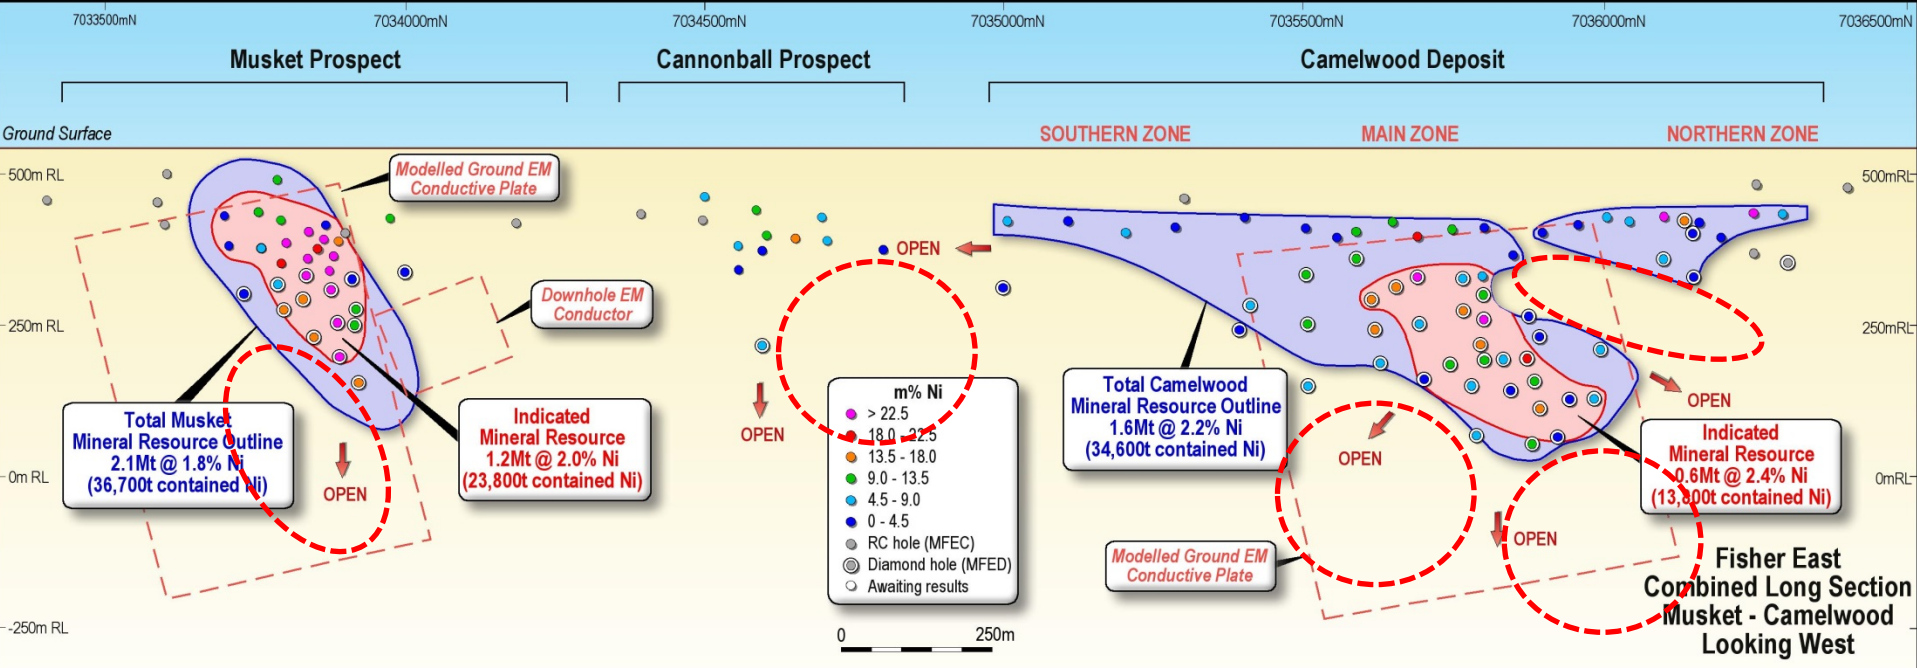 7033500mN
7034000mN
7034500mN
7035000mN
7035500mN
7036000mN
7036500mN
Musket Prospect
Cannonball Prospect
Camelwood Deposit
Ground Surface
SOUTHERN ZONE
MAIN ZONE
NORTHERN ZONE
500m RL
500mRL
Modelled Ground EM
Conductive Plate
OPEN
Downhole EM
Conductor
250m RL
250mRL
Total Musket
Mineral Resource Outline
2.1Mt @ 1.8% Ni
(36,700t contained Ni)
Indicated
Mineral Resource
1.2Mt @ 2.0% Ni
(23,800t contained Ni)
OPEN
OPEN
m% Ni
> 22.5
18.0 - 22.5
13.5 - 18.0
9.0 - 13.5
4.5 - 9.0
0 - 4.5
RC hole (MFEC)
Diamond hole (MFED)
Awaiting results
Total Camelwood
Mineral Resource Outline
1.6Mt @ 2.2% Ni
(34,600t contained Ni)
OPEN
OPEN
OPEN
Indicated
Mineral Resource
0.6Mt @ 2.4% Ni
(13,800t contained Ni)
0m RL
0mRL
Modelled Ground EM
Conductive Plate
-250m RL
0
250m
Fisher East
Combined Long Section
Musket - Camelwood
Looking West